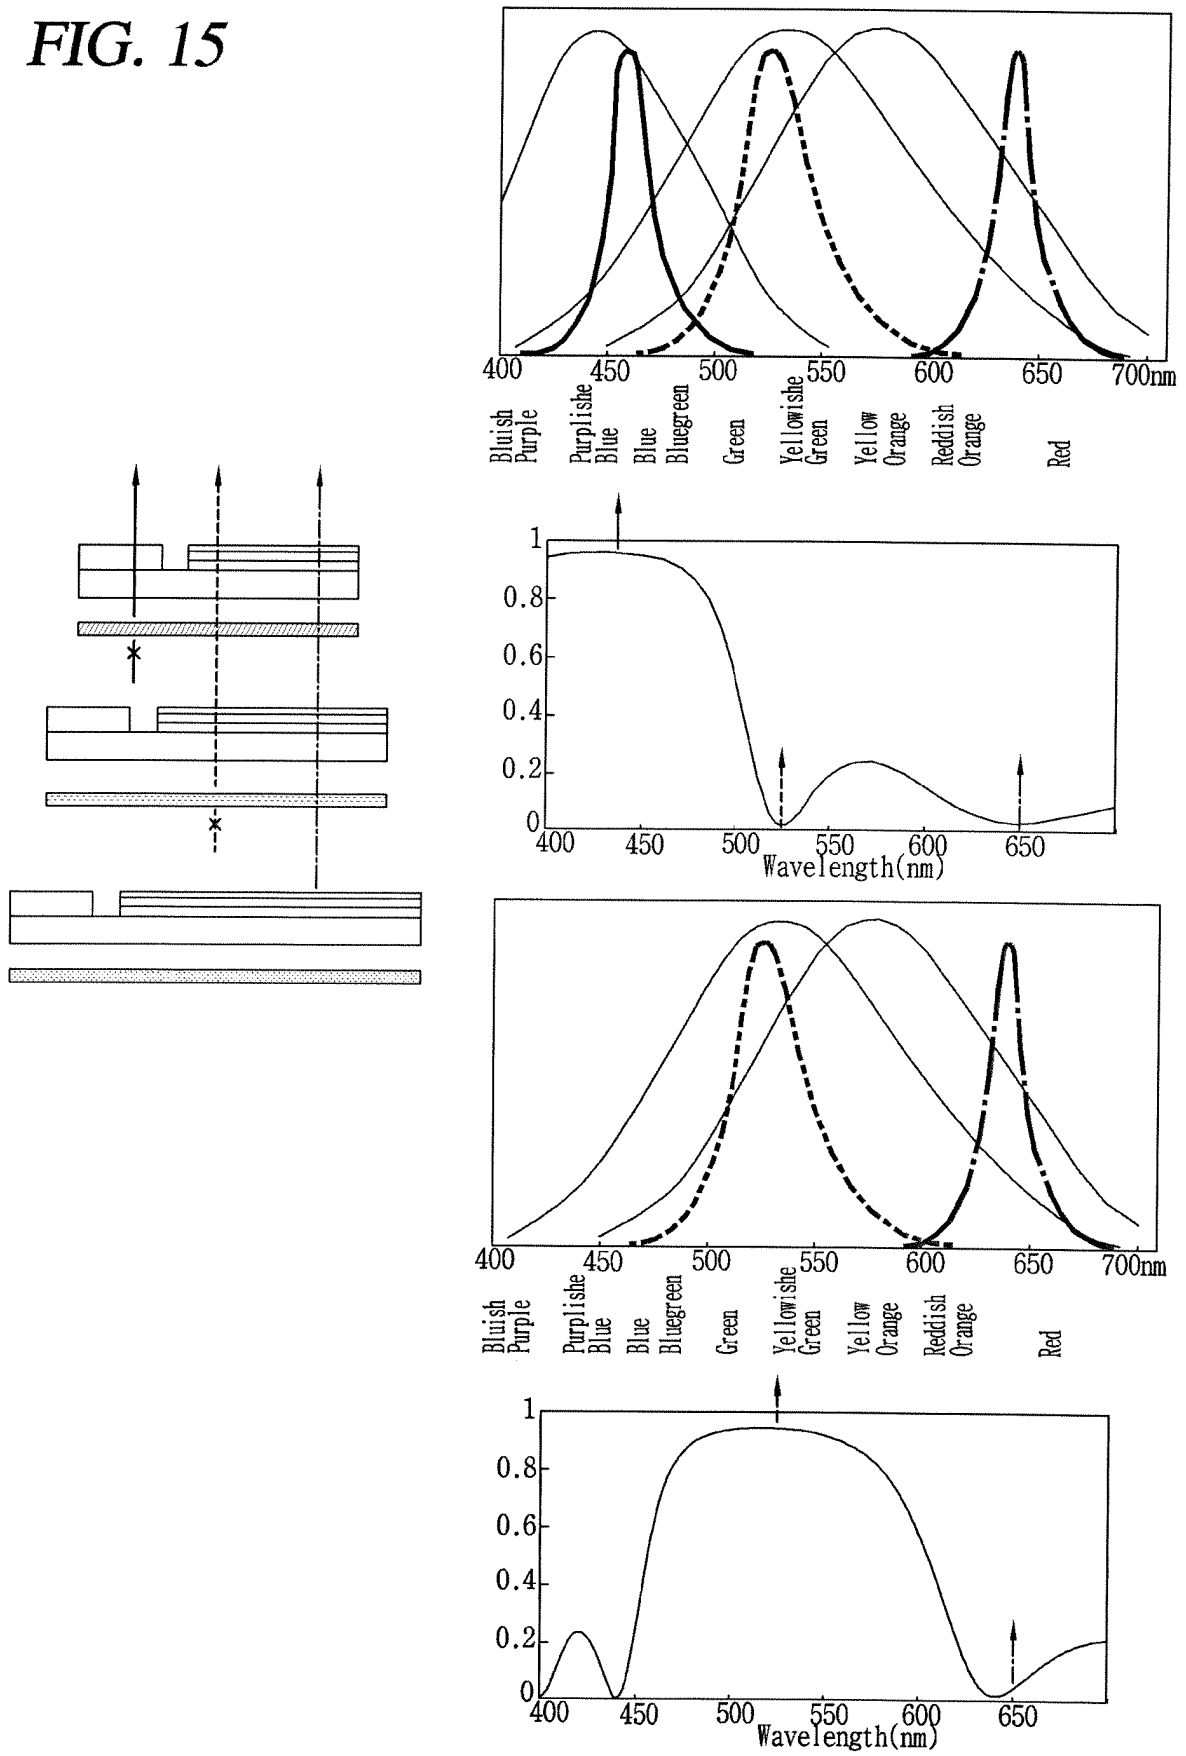 FIG. 15
400 450 500 550 600 650 700nm
Bluish Purple
Purplishe Blue
Blue
Bluegreen
Green
Yellowishe Green
Yellow
Orange
Reddish Orange
Red
1
0.8
0.6
0.4
0.2
0
400 450 500 550 600 650
Wavelength(nm)
400 450 500 550 600 650 700nm
Bluish Purple
Purplishe Blue
Blue
Bluegreen
Green
Yellowishe Green
Yellow
Orange
Reddish Orange
Red
1
0.8
0.6
0.4
0.2
0
400 450 500 550 600 650
Wavelength(nm)